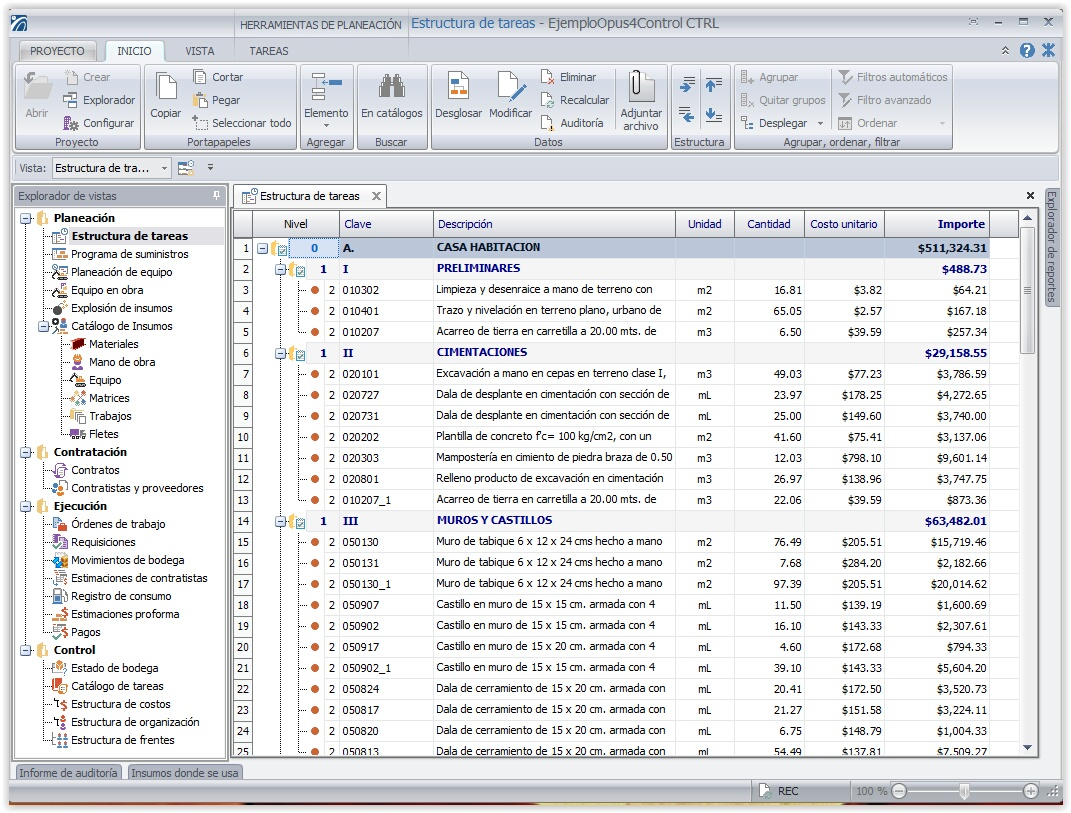 HERRAMIENTAS DE PLANEACIÓN
Estructura de tareas - EjemploOpus4Control CTRL
PROYECTO INICIO VISTA TAREAS
Abrir
Crear
Explorador
Configurar
Proyecto
Copiar
Cortar
Pegar
Seleccionar todo
Portapapeles
Elemento
Agregar
En catálogos
Buscar
Desglosar
Modificar
Eliminar
Recalcular
Auditoría
Adjuntar
archivo
Datos
Estructura
Agrupar
Quitar grupos
Desplegar
Filtros automáticos
Filtro avanzado
Ordenar
Agrupar, ordenar, filtrar
Vista: Estructura de tra...
Explorador de vistas
Planeación
Estructura de tareas
Programa de suministros
Planeación de equipo
Equipo en obra
Explosión de insumos
Catálogo de Insumos
Materiales
Mano de obra
Equipo
Matrices
Trabajos
Fletes
Contratación
Contratos
Contratistas y proveedores
Ejecución
Órdenes de trabajo
Requisiciones
Movimientos de bodega
Estimaciones de contratistas
Registro de consumo
Estimaciones proforma
Pagos
Control
Estado de bodega
Catálogo de tareas
Estructura de costos
Estructura de organización
Estructura de frentes
Estructura de tareas
Nivel Clave Descripción Unidad Cantidad Costo unitario Importe
1 0 A. CASA HABITACION $511,324.31
2 1 I PRELIMINARES $488.73
3 2 010302 Limpieza y desenraice a mano de terreno con m2 16.81 $3.82 $64.21
4 2 010401 Trazo y nivelación en terreno plano, urbano de m2 65.05 $2.57 $167.18
5 2 010207 Acarreo de tierra en carretilla a 20.00 mts. de m3 6.50 $39.59 $257.34
6 1 II CIMENTACIONES $29,158.55
7 2 020101 Excavación a mano en cepas en terreno clase I, m3 49.03 $77.23 $3,786.59
8 2 020727 Dala de desplante en cimentación con sección de mL 23.97 $178.25 $4,272.65
9 2 020731 Dala de desplante en cimentación con sección de mL 25.00 $149.60 $3,740.00
10 2 020202 Plantilla de concreto f'c= 100 kg/cm2, con un m2 41.60 $75.41 $3,137.06
11 2 020303 Mampostería en cimiento de piedra braza de 0.50 m3 12.03 $798.10 $9,601.14
12 2 020801 Relleno producto de excavación en cimentación m3 26.97 $138.96 $3,747.75
13 2 010207_1 Acarreo de tierra en carretilla a 20.00 mts. de m3 22.06 $39.59 $873.36
14 1 III MUROS Y CASTILLOS $63,482.01
15 2 050130 Muro de tabique 6 x 12 x 24 cms hecho a mano m2 76.49 $205.51 $15,719.46
16 2 050131 Muro de tabique 6 x 12 x 24 cms hecho a mano m2 7.68 $284.20 $2,182.66
17 2 050130_1 Muro de tabique 6 x 12 x 24 cms hecho a mano m2 97.39 $205.51 $20,014.62
18 2 050907 Castillo en muro de 15 x 15 cm. armada con 4 mL 11.50 $139.19 $1,600.69
19 2 050902 Castillo en muro de 15 x 15 cm. armada con 4 mL 16.10 $143.33 $2,307.61
20 2 050917 Castillo en muro de 15 x 20 cm. armada con 4 mL 4.60 $172.68 $794.33
21 2 050902_1 Castillo en muro de 15 x 15 cm. armada con 4 mL 39.10 $143.33 $5,604.20
22 2 050824 Dala de cerramiento de 15 x 20 cm. armada con mL 20.41 $172.50 $3,520.73
23 2 050817 Dala de cerramiento de 15 x 20 cm. armada con mL 21.27 $151.58 $3,224.11
24 2 050820 Dala de cerramiento de 15 x 20 cm. armada con mL 6.75 $148.79 $1,004.33
25 2 050813 Dala de cerramiento de 15 x 20 cm. armada con mL 54.49 $137.81 $7,509.27
Explorador de reportes
Informe de auditoría Insumos donde se usa
REC 100 %